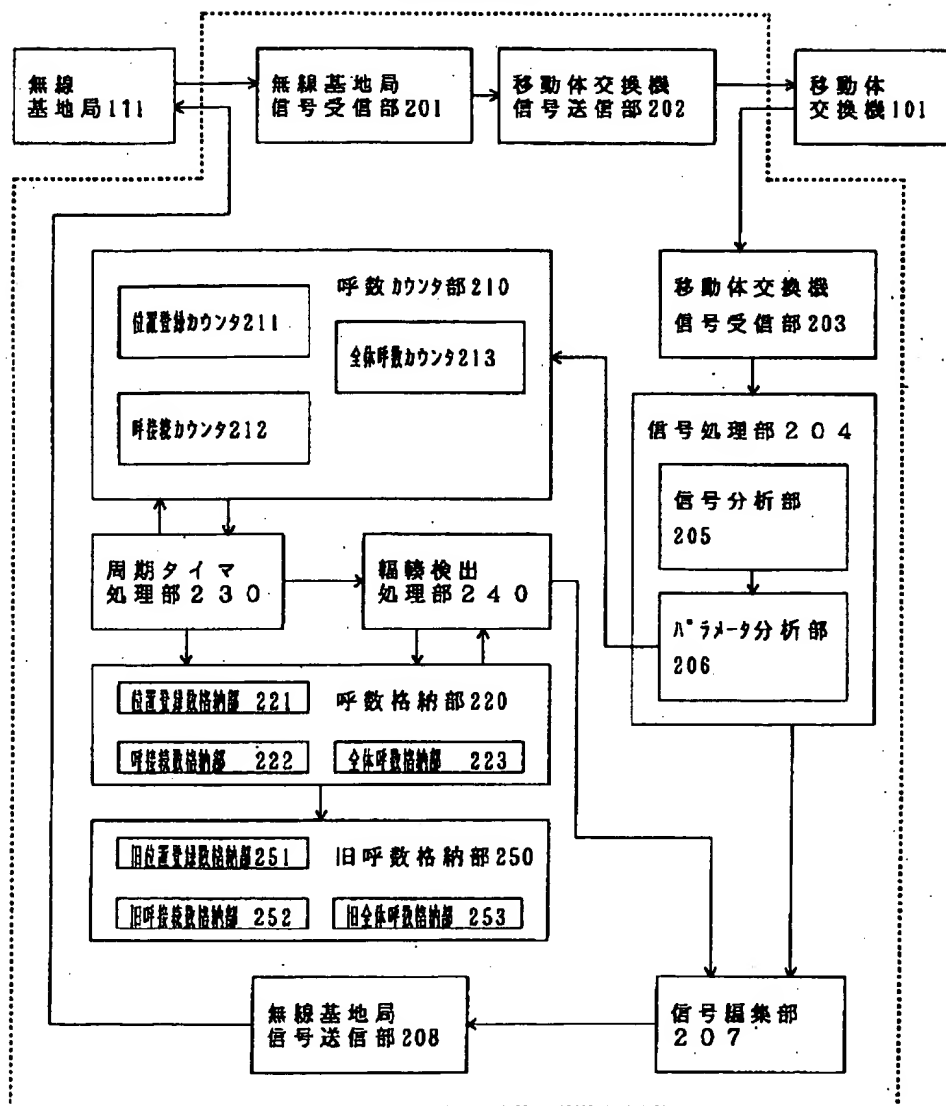 無線
基地局111
無線基地局
信号受信部201
移動体交換機
信号送信部202
移動体
交換機101
呼数カウンタ部210
位置登録カウンタ211
全体呼数カウンタ213
呼接続カウンタ212
移動体交換機
信号受信部203
信号処理部204
信号分析部
205
パラメータ分析部
206
周期タイマ
処理部230
輻輳検出
処理部240
位置登録数格納部 221
呼数格納部220
呼接続数格納部 222
全体呼数格納部 223
旧位置登録数格納部251
旧呼数格納部250
旧呼接続数格納部252
旧全体呼数格納部253
無線基地局
信号送信部208
信号編集部
207